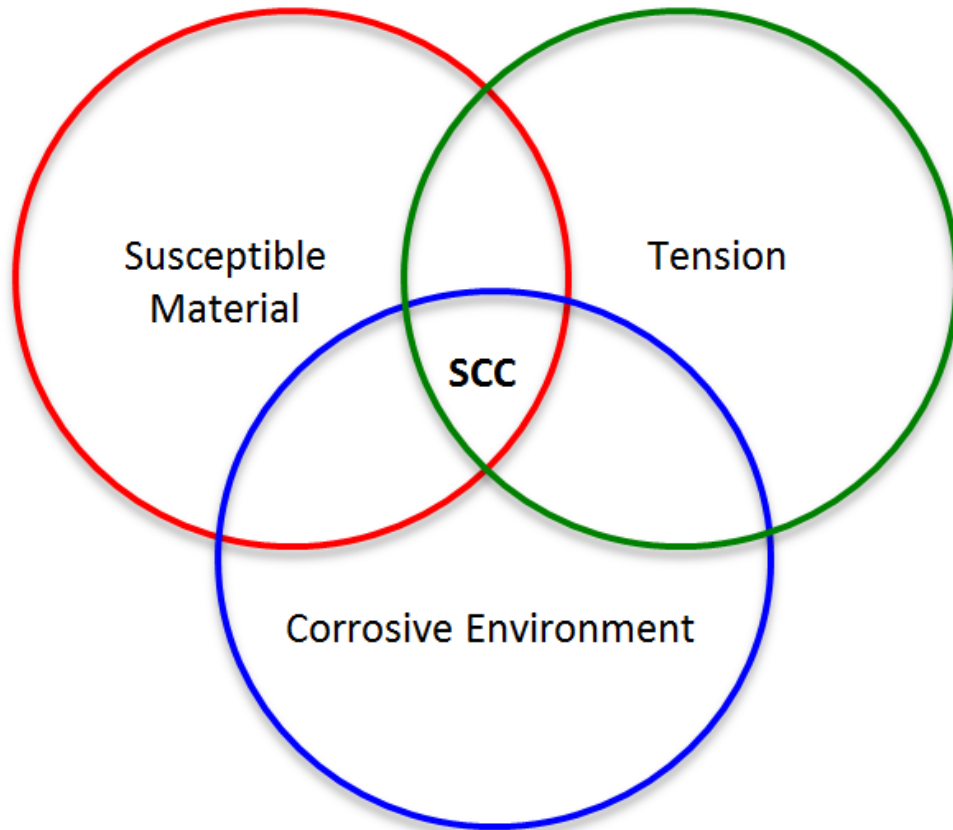 Susceptible
Material
Tension
SCC
Corrosive Environment